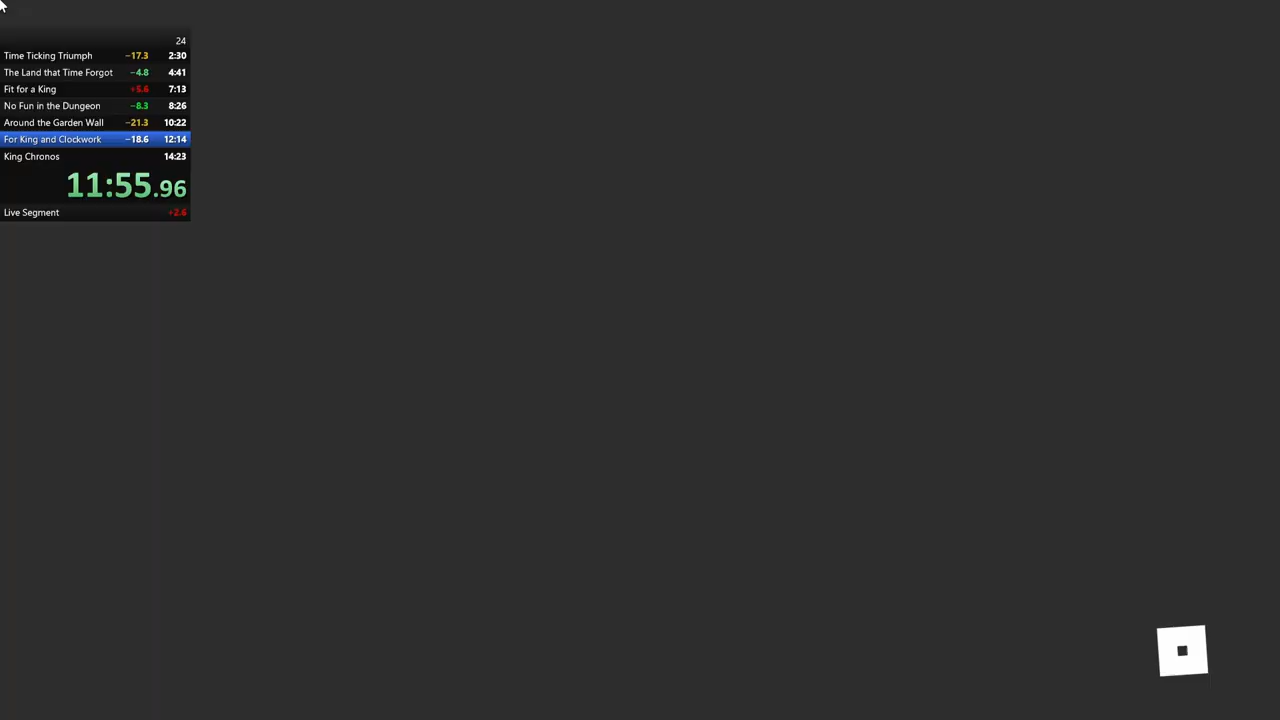 24
Time Ticking Triumph −17.3 2:30
The Land that Time Forgot −4.8 4:41
Fit for a King +5.6 7:13
No Fun in the Dungeon −8.3 8:26
Around the Garden Wall −21.3 10:22
For King and Clockwork −18.6 12:14
King Chronos 14:23
11:55.96
Live Segment +2.6